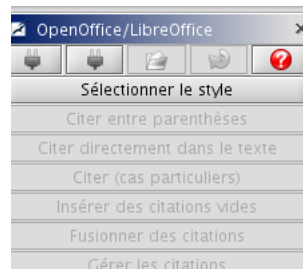 OpenOffice/LibreOffice
Sélectionner le style
Citer entre parenthèses
Citer directement dans le texte
Citer (cas particuliers)
Insérer des citations vides
Fusionner des citations
Gérer les citations